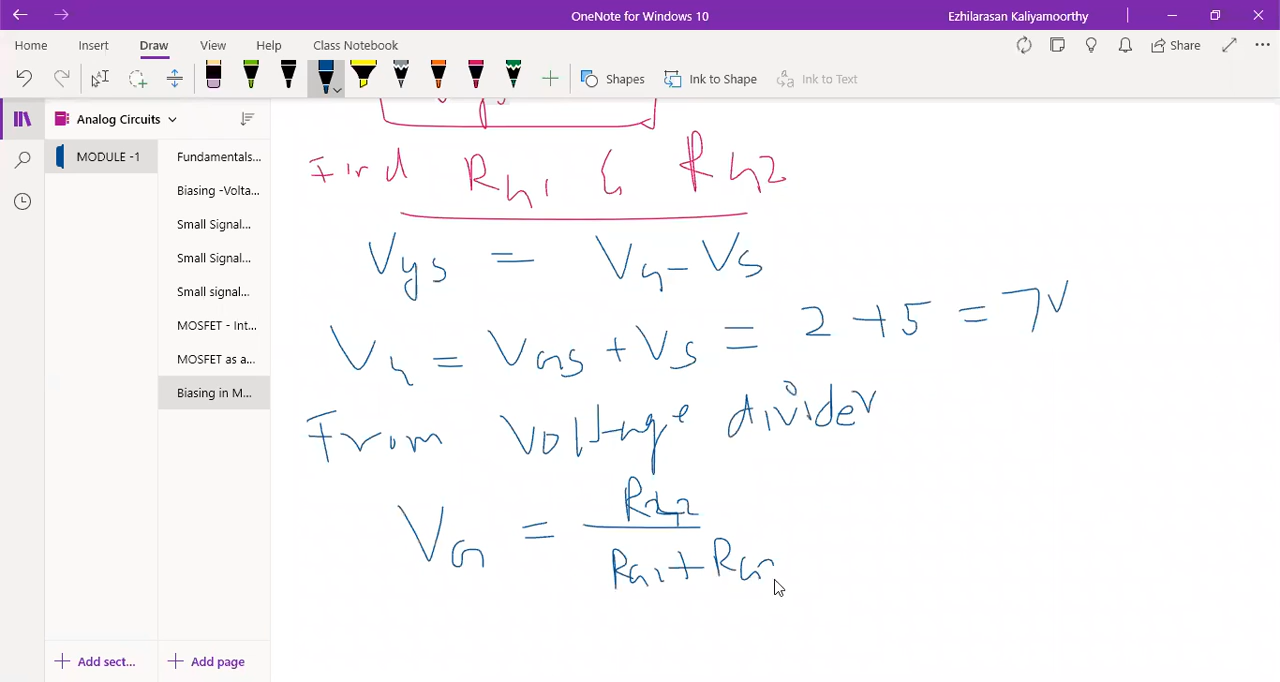 OneNote for Windows 10
Ezhilarasan Kaliyamoorthy
Home Insert Draw View Help Class Notebook
Share
Shapes Ink to Shape Ink to Text
Analog Circuits
MODULE -1
Fundamentals...
Biasing -Volta...
Small Signal...
Small Signal...
Small signal...
MOSFET - Int...
MOSFET as a...
Biasing in M...
Add sect...
Add page
Find RG1 & RG2
Vgs = VG - VS
VG = VGS + VS = 2 + 5 = 7V
From voltage divider
VG = RG2
RG1 + RG